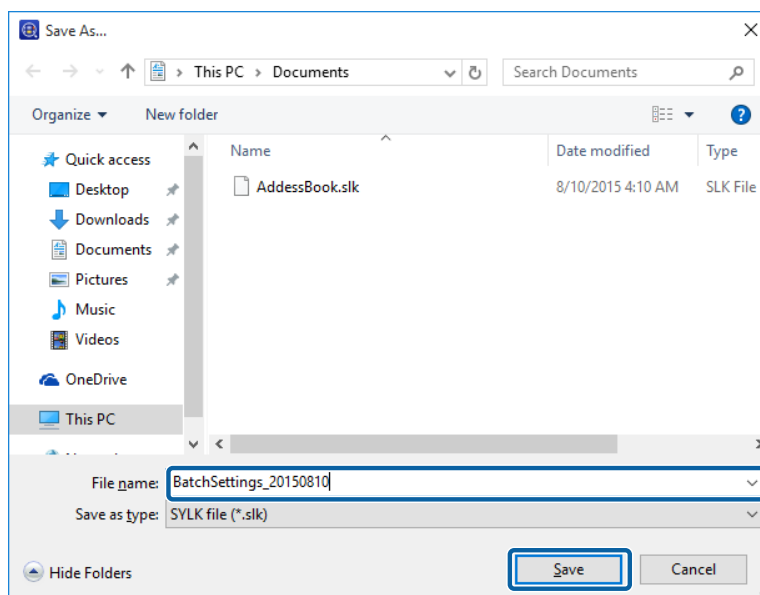 Save As...
This PC > Documents
Search Documents
Organize
New folder
?
Name
Date modified
Type
Quick access
Desktop
Downloads
Documents
Pictures
Music
Videos
OneDrive
This PC
AddessBook.slk
8/10/2015 4:10 AM
SLK File
File name:
BatchSettings_20150810
Save as type:
SYLK file (*.slk)
Hide Folders
Save
Cancel